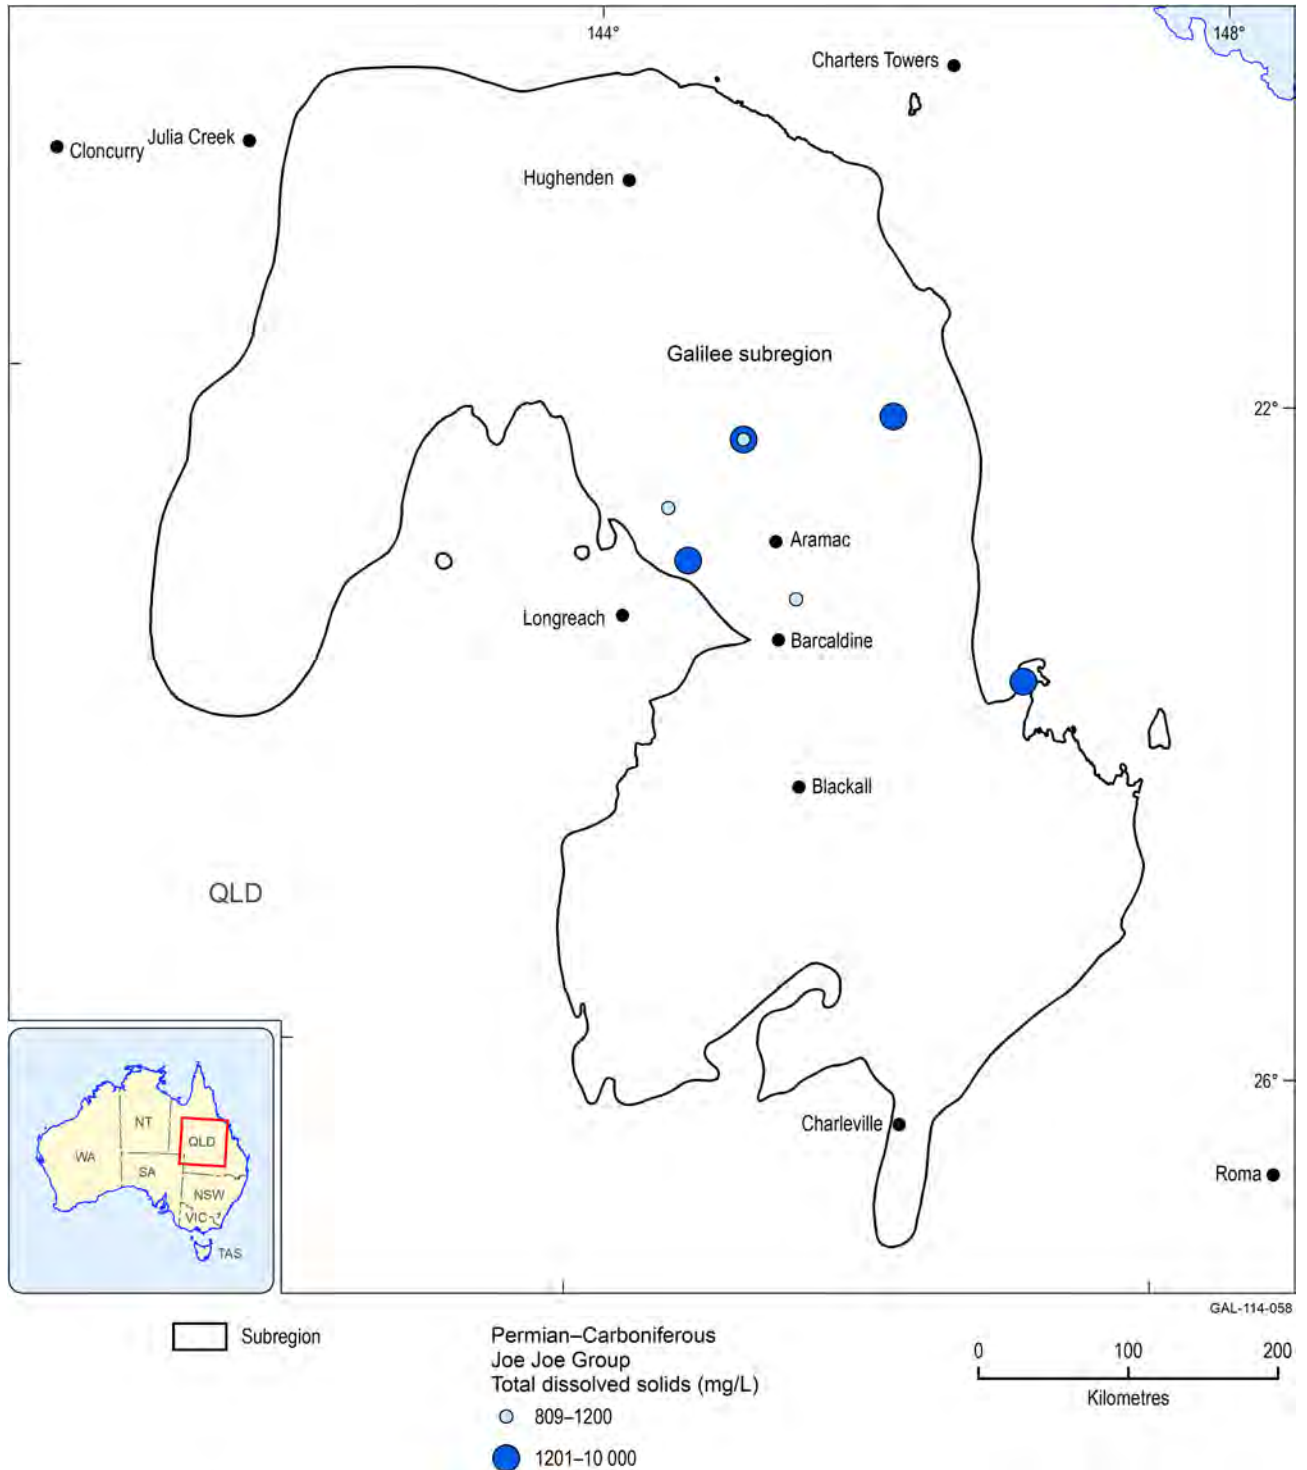 144°
148°
Charters Towers
Cloncurry
Julia Creek
Hughenden
Galilee subregion
22°
Aramac
Longreach
Barcaldine
Blackall
QLD
26°
Charleville
Roma
NT
QLD
WA
SA
NSW
VIC
TAS
GAL-114-058
Subregion
Permian–Carboniferous
Joe Joe Group
Total dissolved solids (mg/L)
809–1200
1201–10 000
0 100 200
Kilometres